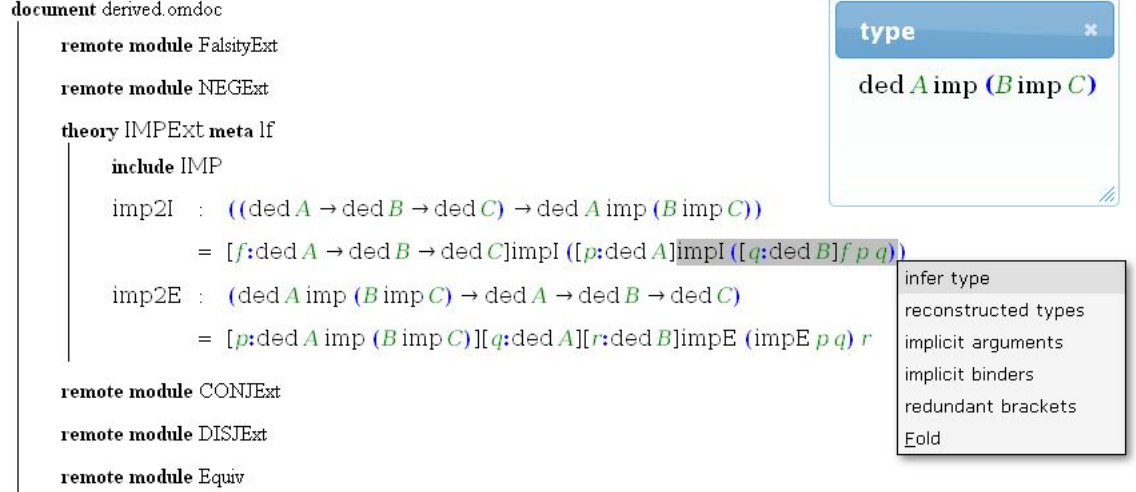 document derived.omdoc
remote module FalsityExt
remote module NEGExt
theory IMPExt meta lf
include IMP
imp2I : ((ded A → ded B → ded C) → ded A imp (B imp C))
= [f:ded A → ded B → ded C]impI ([p:ded A]impI ([q:ded B]f p q))
imp2E : (ded A imp (B imp C) → ded A → ded B → ded C)
= [p:ded A imp (B imp C)][q:ded A][r:ded B]impE (impE p q) r
remote module CONJExt
remote module DISJExt
remote module Equiv
type ×
ded A imp (B imp C)
infer type
reconstructed types
implicit arguments
implicit binders
redundant brackets
Fold